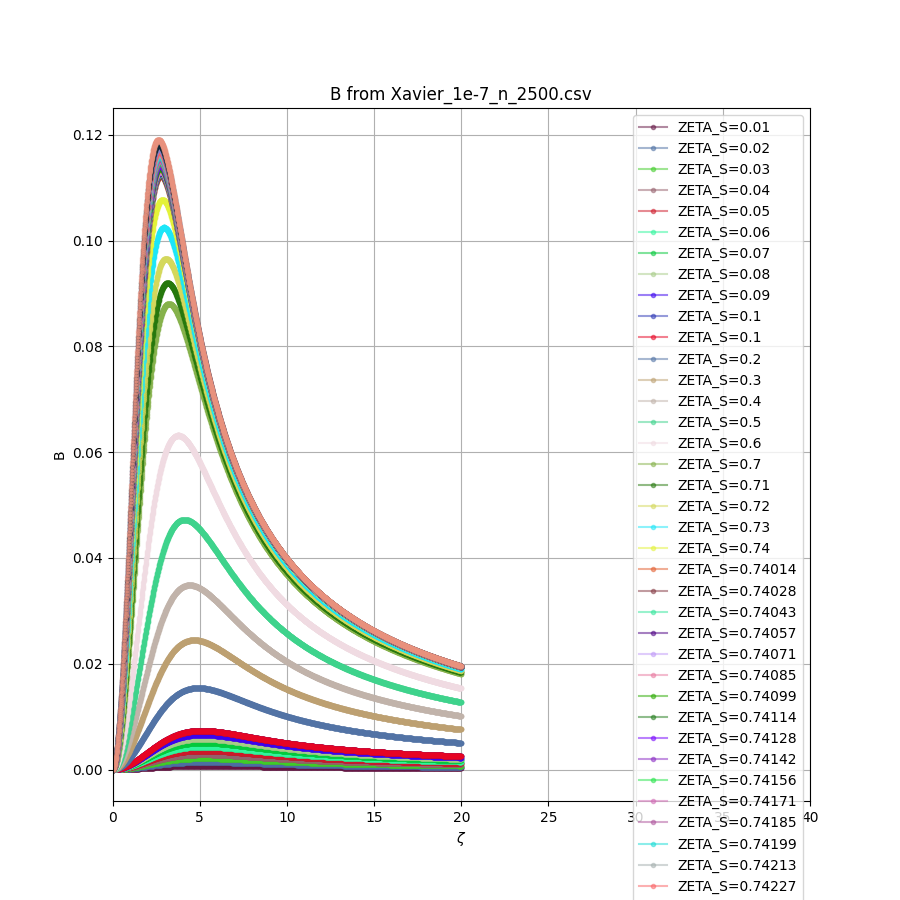 B from Xavier_1e-7_n_2500.csv
0.12
0.10
0.08
0.06
0.04
0.02
0.00
B
0
5
10
15
20
25
30
35
40
ζ
ZETA_S=0.01
ZETA_S=0.02
ZETA_S=0.03
ZETA_S=0.04
ZETA_S=0.05
ZETA_S=0.06
ZETA_S=0.07
ZETA_S=0.08
ZETA_S=0.09
ZETA_S=0.1
ZETA_S=0.1
ZETA_S=0.2
ZETA_S=0.3
ZETA_S=0.4
ZETA_S=0.5
ZETA_S=0.6
ZETA_S=0.7
ZETA_S=0.71
ZETA_S=0.72
ZETA_S=0.73
ZETA_S=0.74
ZETA_S=0.74014
ZETA_S=0.74028
ZETA_S=0.74043
ZETA_S=0.74057
ZETA_S=0.74071
ZETA_S=0.74085
ZETA_S=0.74099
ZETA_S=0.74114
ZETA_S=0.74128
ZETA_S=0.74142
ZETA_S=0.74156
ZETA_S=0.74171
ZETA_S=0.74185
ZETA_S=0.74199
ZETA_S=0.74213
ZETA_S=0.74227